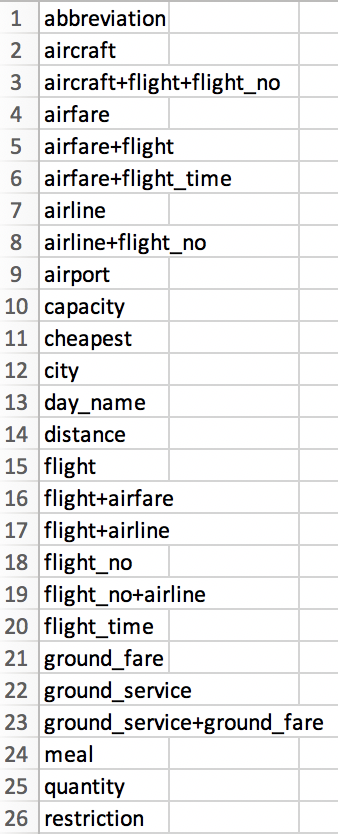 1 abbreviation
2 aircraft
3 aircraft+flight+flight_no
4 airfare
5 airfare+flight
6 airfare+flight_time
7 airline
8 airline+flight_no
9 airport
10 capacity
11 cheapest
12 city
13 day_name
14 distance
15 flight
16 flight+airfare
17 flight+airline
18 flight_no
19 flight_no+airline
20 flight_time
21 ground_fare
22 ground_service
23 ground_service+ground_fare
24 meal
25 quantity
26 restriction